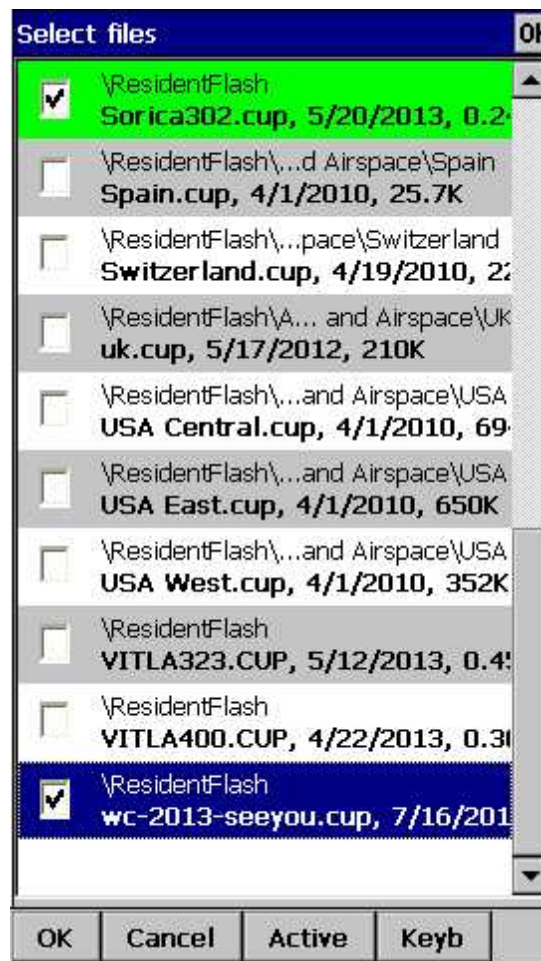 Select files
OK
\ResidentFlash
Sorica302.cup, 5/20/2013, 0.2
\ResidentFlash\...d Airspace\Spain
Spain.cup, 4/1/2010, 25.7K
\ResidentFlash\...pace\Switzerland
Switzerland.cup, 4/19/2010, 22
\ResidentFlash\A... and Airspace\UK
uk.cup, 5/17/2012, 210K
\ResidentFlash\...and Airspace\USA
USA Central.cup, 4/1/2010, 69
\ResidentFlash\...and Airspace\USA
USA East.cup, 4/1/2010, 650K
\ResidentFlash\...and Airspace\USA
USA West.cup, 4/1/2010, 352K
\ResidentFlash
VITLA323.CUP, 5/12/2013, 0.4
\ResidentFlash
VITLA400.CUP, 4/22/2013, 0.3
\ResidentFlash
wc-2013-seeyou.cup, 7/16/201
OK Cancel Active Keyb